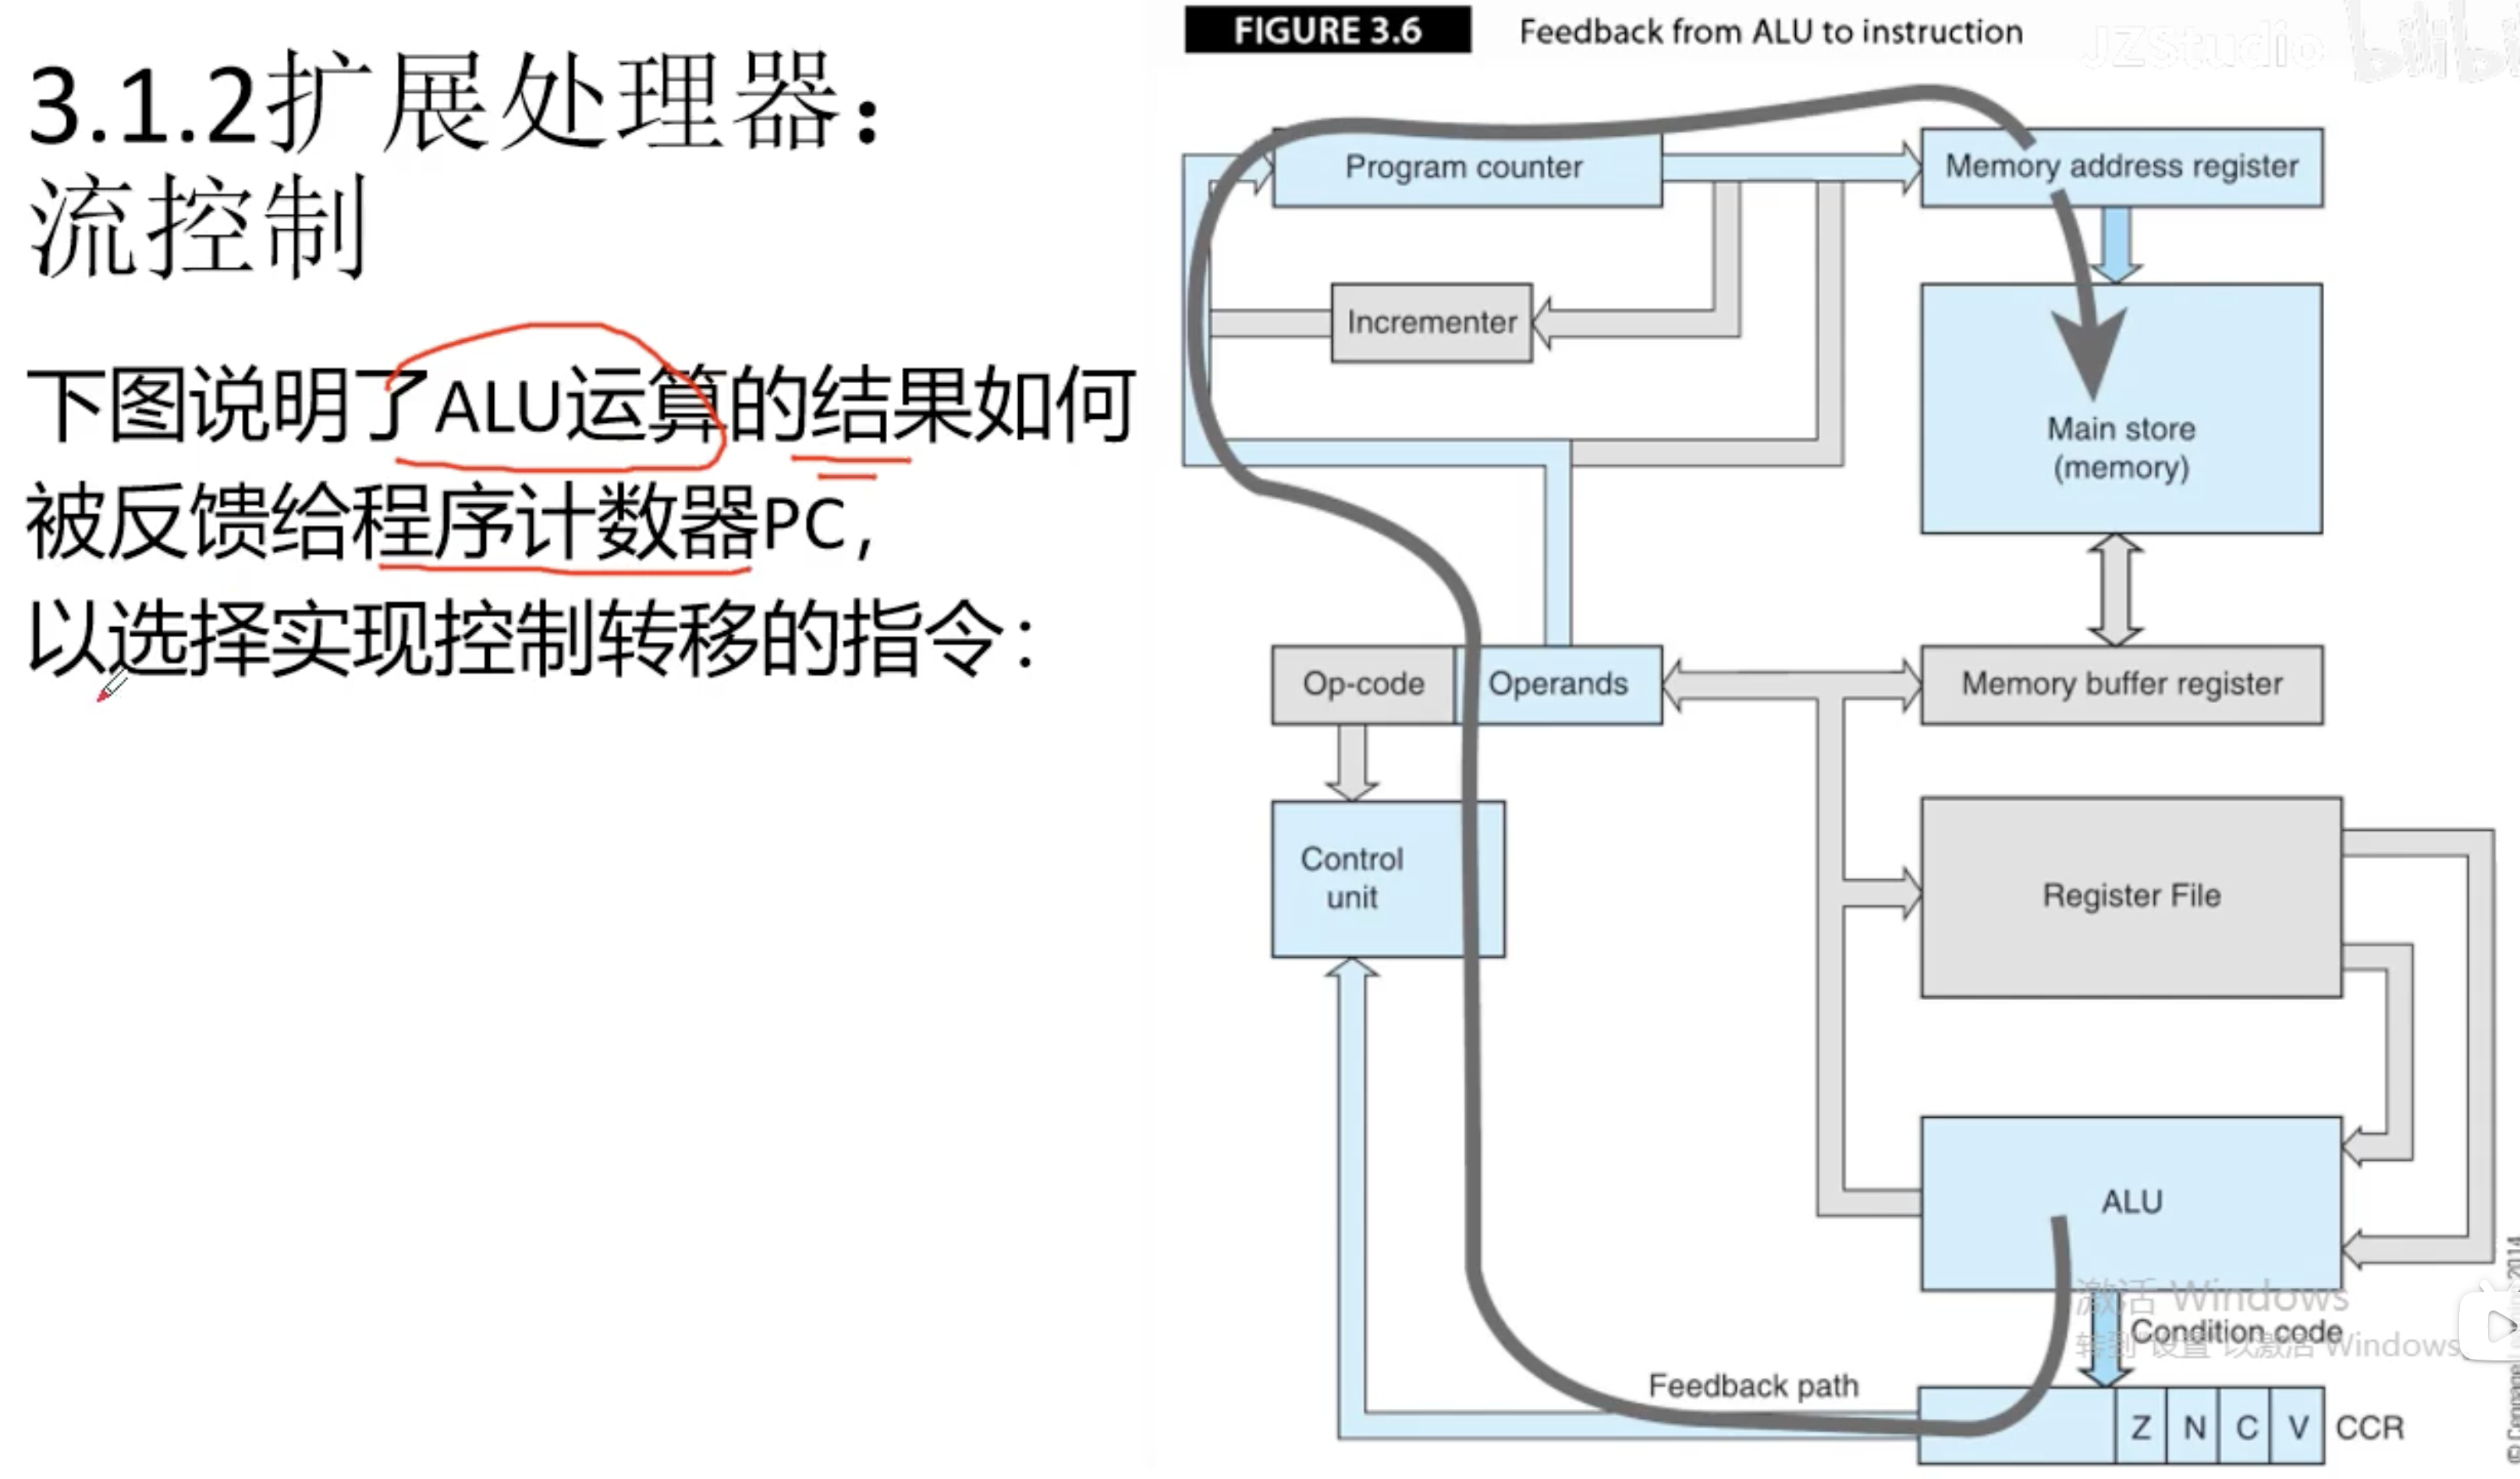 3.1.2扩展处理器：
流控制
下图说明了ALU运算的结果如何
被反馈给程序计数器PC，
以选择实现控制转移的指令：
FIGURE 3.6 Feedback from ALU to instruction
JZStudio bilibili
Program counter
Memory address register
Incrementer
Main store
(memory)
Op-code
Operands
Memory buffer register
Control
unit
Register File
ALU
激活 Windows
Condition code
转到"设置"以激活 Windows
Feedback path
Z N C V CCR
2014